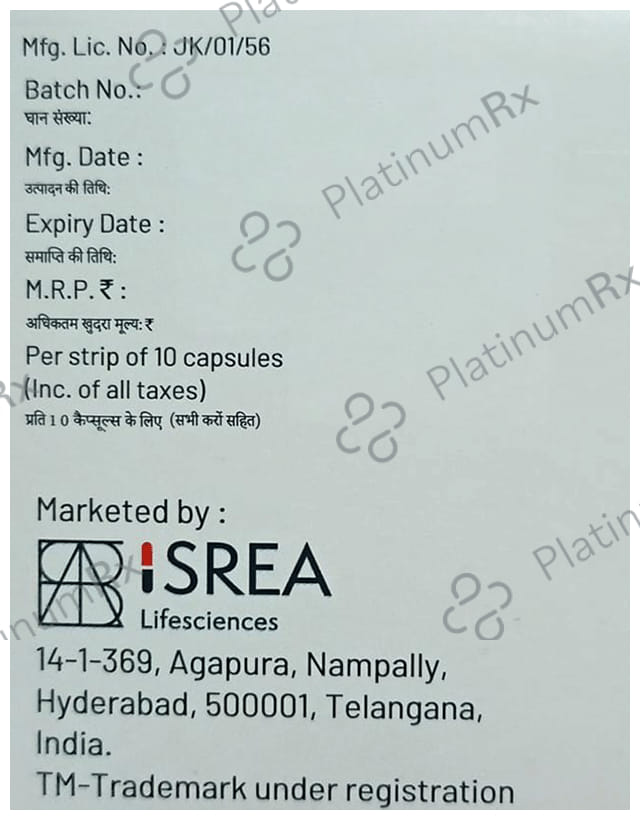 Mfg. Lic. No. : JK/01/56
Batch No.:
घान संख्या:
Mfg. Date :
उत्पादन की तिथि:
Expiry Date :
समाप्ति की तिथि:
M.R.P. ₹ :
अधिकतम खुदरा मूल्य: ₹
Per strip of 10 capsules
(Inc. of all taxes)
प्रति 10 कैप्सूल्स के लिए (सभी करों सहित)
Marketed by :
iSREA
Lifesciences
14-1-369, Agapura, Nampally,
Hyderabad, 500001, Telangana,
India.
TM-Trademark under registration
PlatinumRx
PlatinumRx